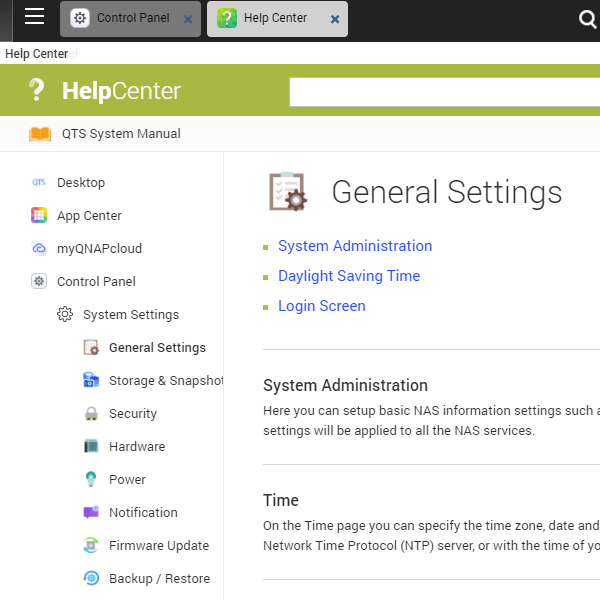 Control Panel
Help Center
Help Center
HelpCenter
QTS System Manual
QTS Desktop
App Center
myQNAPcloud
Control Panel
System Settings
General Settings
Storage & Snapshot
Security
Hardware
Power
Notification
Firmware Update
Backup / Restore
General Settings
System Administration
Daylight Saving Time
Login Screen
System Administration
Here you can setup basic NAS information settings such a
settings will be applied to all the NAS services.
Time
On the Time page you can specify the time zone, date and
Network Time Protocol (NTP) server, or with the time of yo